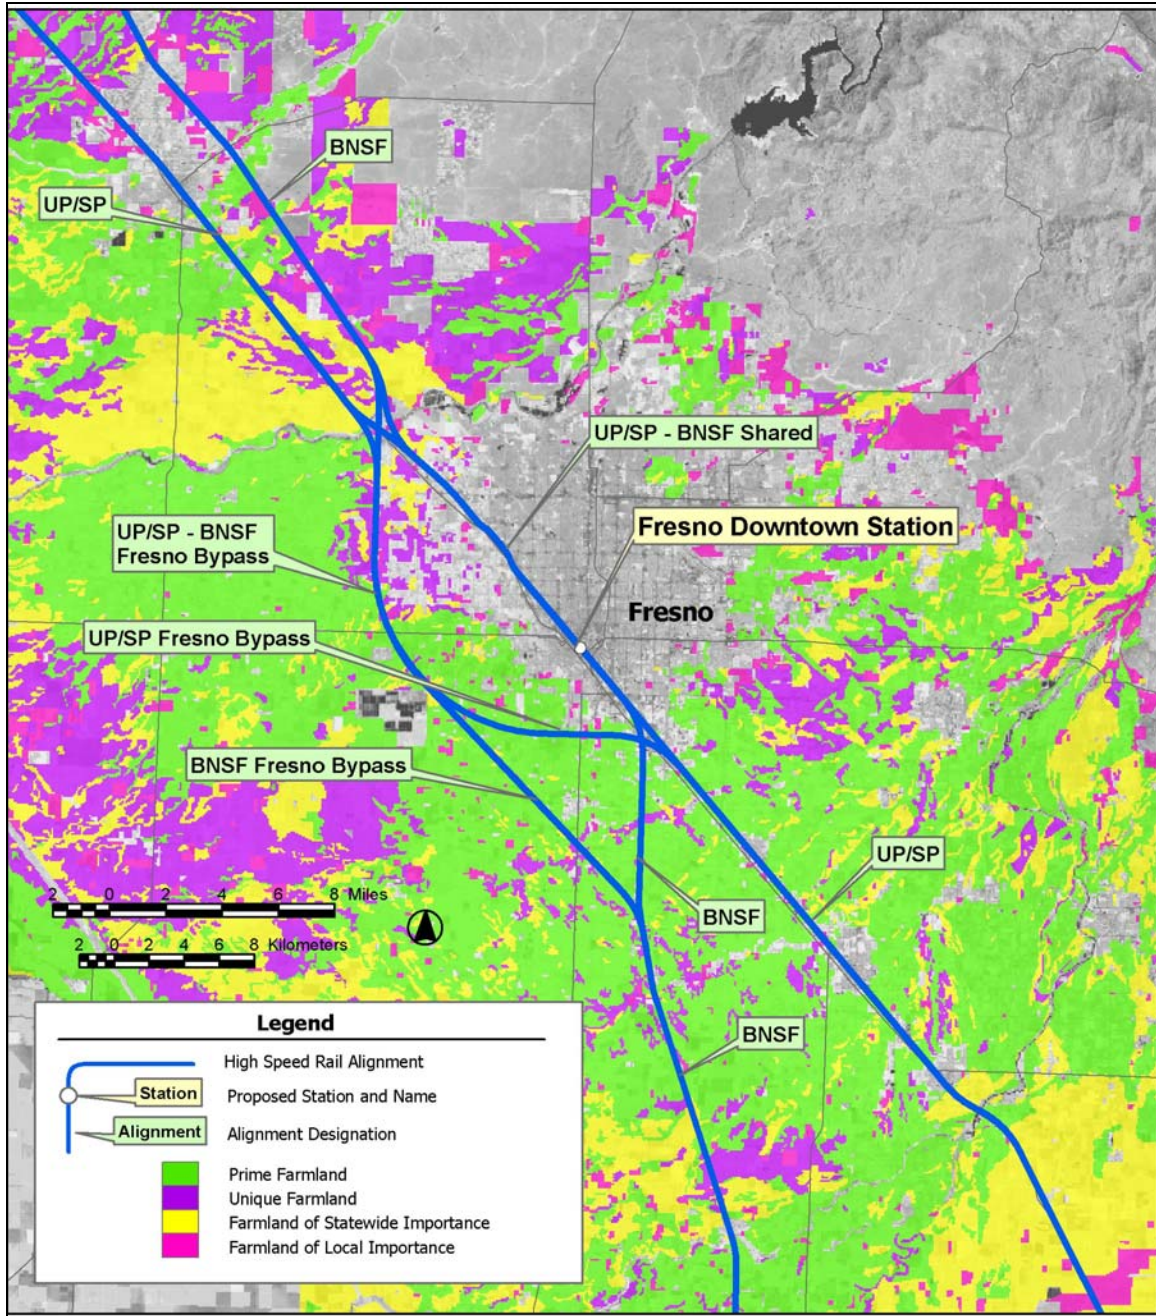 BNSF
UP/SP
UP/SP - BNSF Shared
Fresno Downtown Station
UP/SP - BNSF
Fresno Bypass
Fresno
UP/SP Fresno Bypass
BNSF Fresno Bypass
UP/SP
2 0 2 4 6 8 Miles
BNSF
2 0 2 4 6 8 Kilometers
BNSF
Legend
High Speed Rail Alignment
Station Proposed Station and Name
Alignment Alignment Designation
Prime Farmland
Unique Farmland
Farmland of Statewide Importance
Farmland of Local Importance